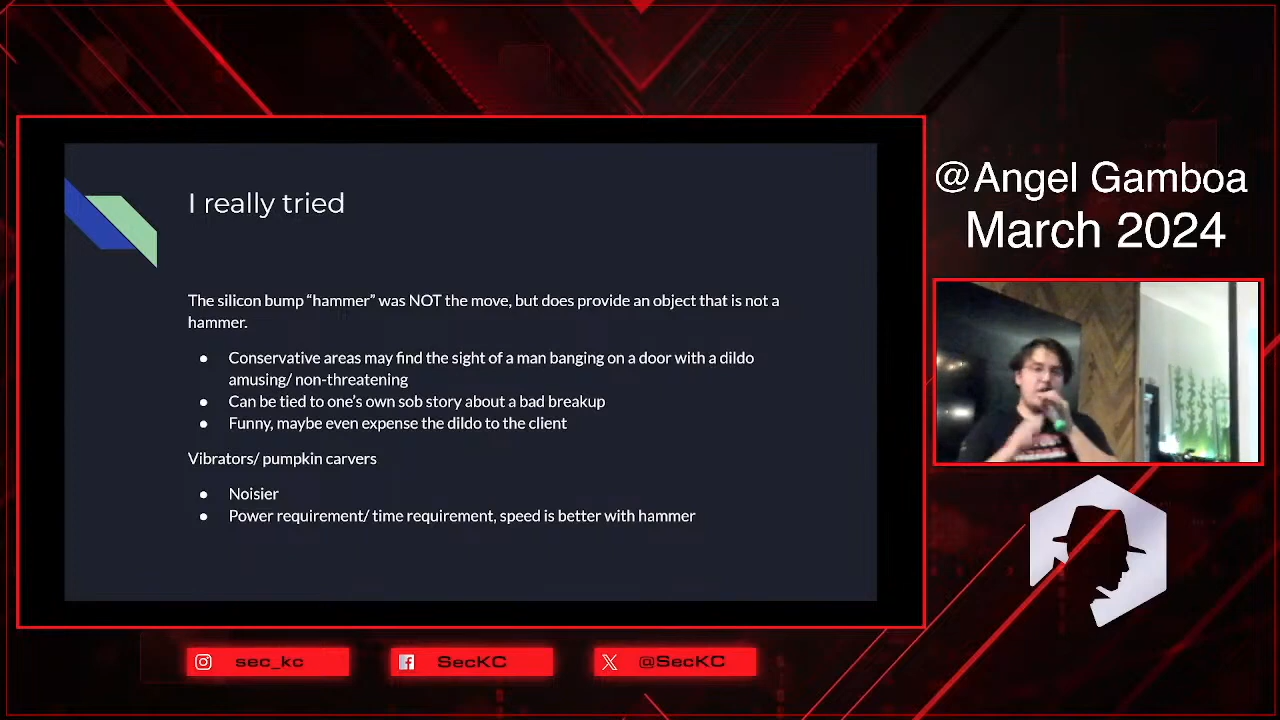 I really tried
The silicon bump “hammer” was NOT the move, but does provide an object that is not a
hammer.
● Conservative areas may find the sight of a man banging on a door with a dildo
amusing/ non-threatening
● Can be tied to one’s own sob story about a bad breakup
● Funny, maybe even expense the dildo to the client
Vibrators/ pumpkin carvers
● Noisier
● Power requirement/ time requirement, speed is better with hammer
@Angel Gamboa
March 2024
sec_kc
SecKC
@SecKC